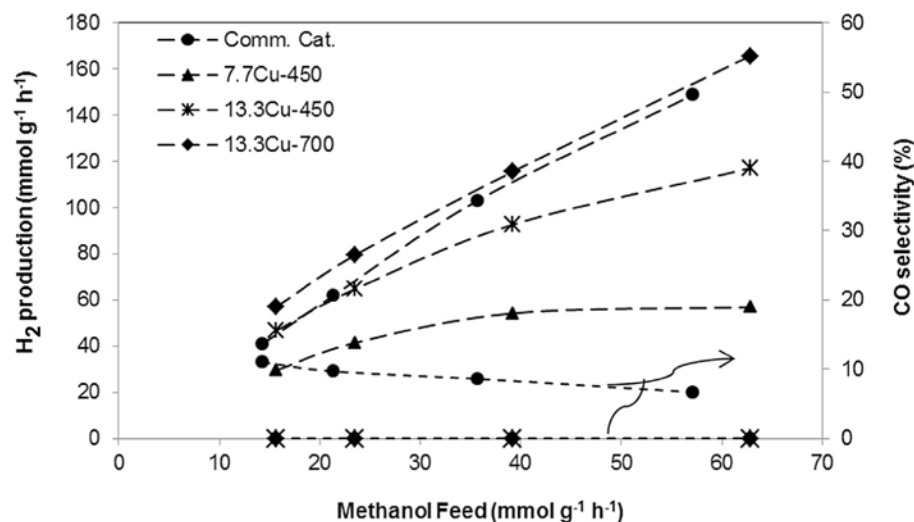 H2 production (mmol g-1 h-1)
180
160
140
120
100
80
60
40
20
0
Comm. Cat.
7.7Cu-450
13.3Cu-450
13.3Cu-700
60
50
40
30
20
10
0
CO selectivity (%)
0 10 20 30 40 50 60 70
Methanol Feed (mmol g-1 h-1)